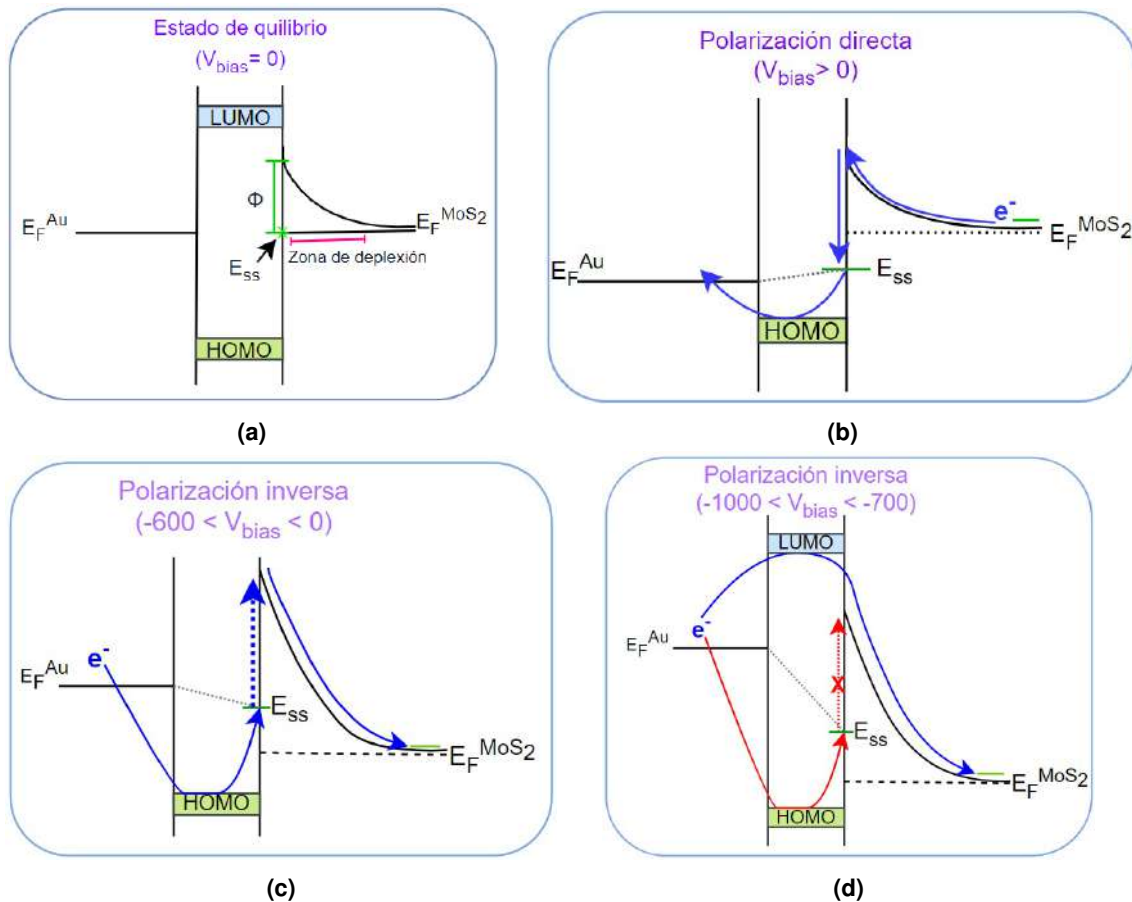 Estado de quilibrio
(V_bias= 0)
LUMO
Φ
E_F^Au
E_F^MoS2
E_ss
Zona de deplexión
HOMO
(a)
Polarización directa
(V_bias> 0)
e-
E_F^MoS2
E_F^Au
E_ss
HOMO
(b)
Polarización inversa
(-600 < V_bias < 0)
e-
E_F^Au
E_ss
E_F^MoS2
HOMO
(c)
Polarización inversa
(-1000 < V_bias < -700)
LUMO
e-
E_F^Au
X
E_ss
E_F^MoS2
HOMO
(d)